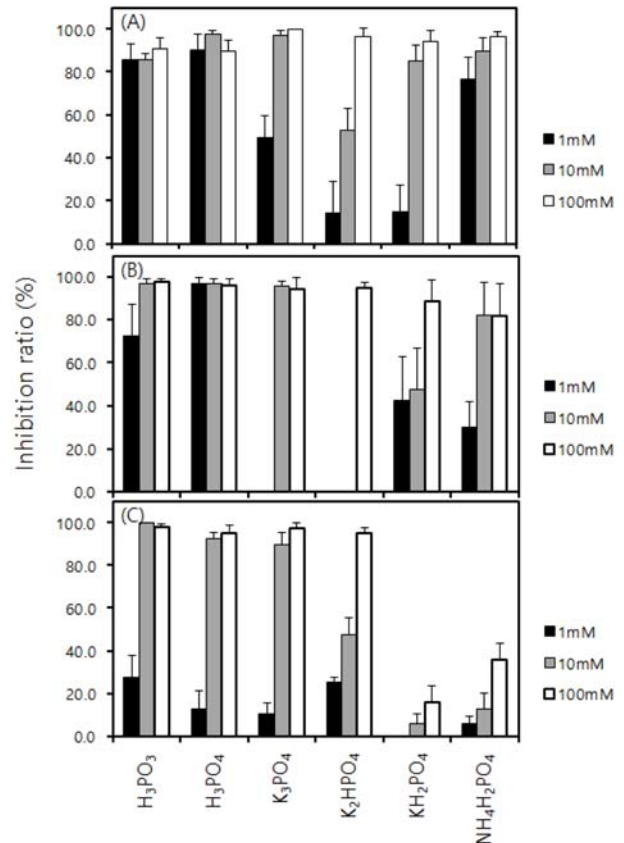 Inhibition ratio (%)
(A)
100.0
80.0
60.0
40.0
20.0
0.0
1mM
10mM
100mM
(B)
100.0
80.0
60.0
40.0
20.0
0.0
1mM
10mM
100mM
(C)
100.0
80.0
60.0
40.0
20.0
0.0
1mM
10mM
100mM
H₃PO₃
H₃PO₄
K₃PO₄
K₂HPO₄
KH₂PO₄
NH₄H₂PO₄